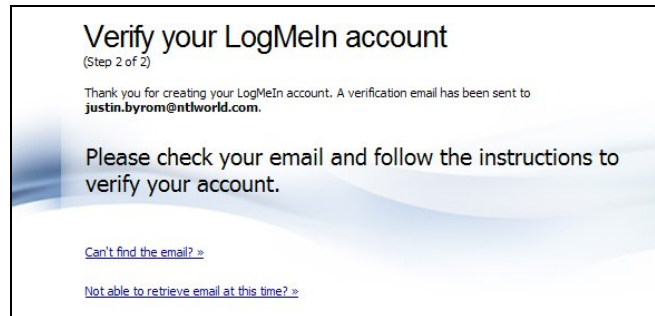 Verify your LogMeIn account
(Step 2 of 2)
Thank you for creating your LogMeIn account. A verification email has been sent to
justin.byrom@ntlworld.com.
Please check your email and follow the instructions to
verify your account.
Can't find the email? »
Not able to retrieve email at this time? »